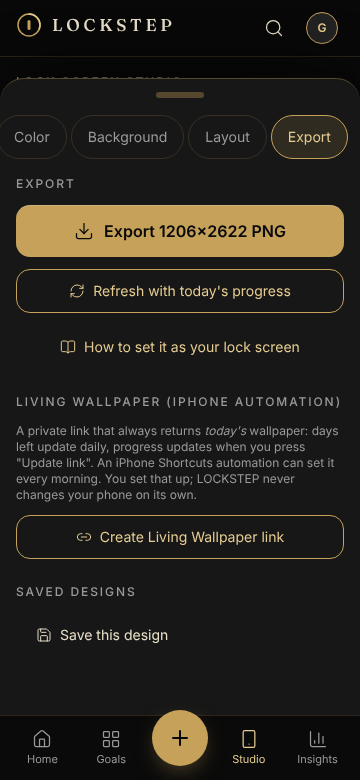 LOCKSTEP
G
LOCK SCREEN STUDIO
Color
Background
Layout
Export
EXPORT
Export 1206×2622 PNG
Refresh with today's progress
How to set it as your lock screen
LIVING WALLPAPER (IPHONE AUTOMATION)
A private link that always returns today's wallpaper: days
left update daily, progress updates when you press
"Update link". An iPhone Shortcuts automation can set it
every morning. You set that up; LOCKSTEP never
changes your phone on its own.
Create Living Wallpaper link
SAVED DESIGNS
Save this design
Home
Goals
Studio
Insights